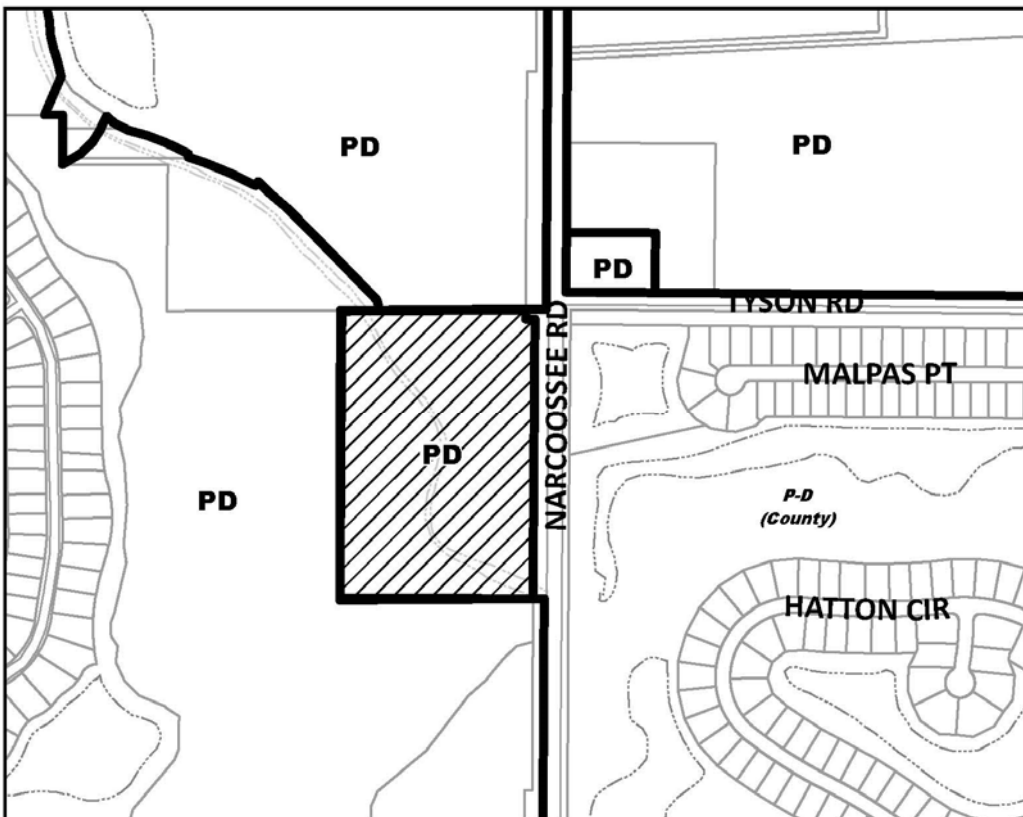 PD
PD
PD
TYSON RD
MALPAS PT
NARCOOSSEE RD
PD
PD
P-D
(County)
HATTON CIR